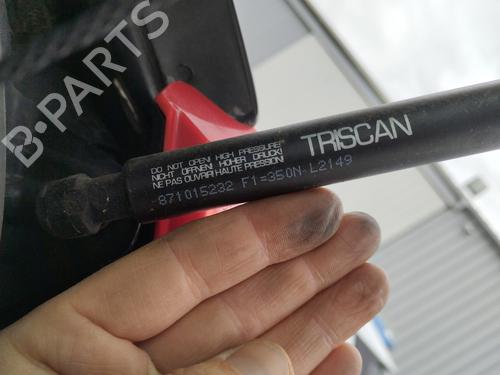 B-PARTS
DO NOT OPEN! HIGH PRESSURE!
NICHT ÖFFNEN! HOHER DRUCK!
NE PAS OUVRIR! HAUTE PRESSION!
TRISCAN
871015232 F1=350N L2149